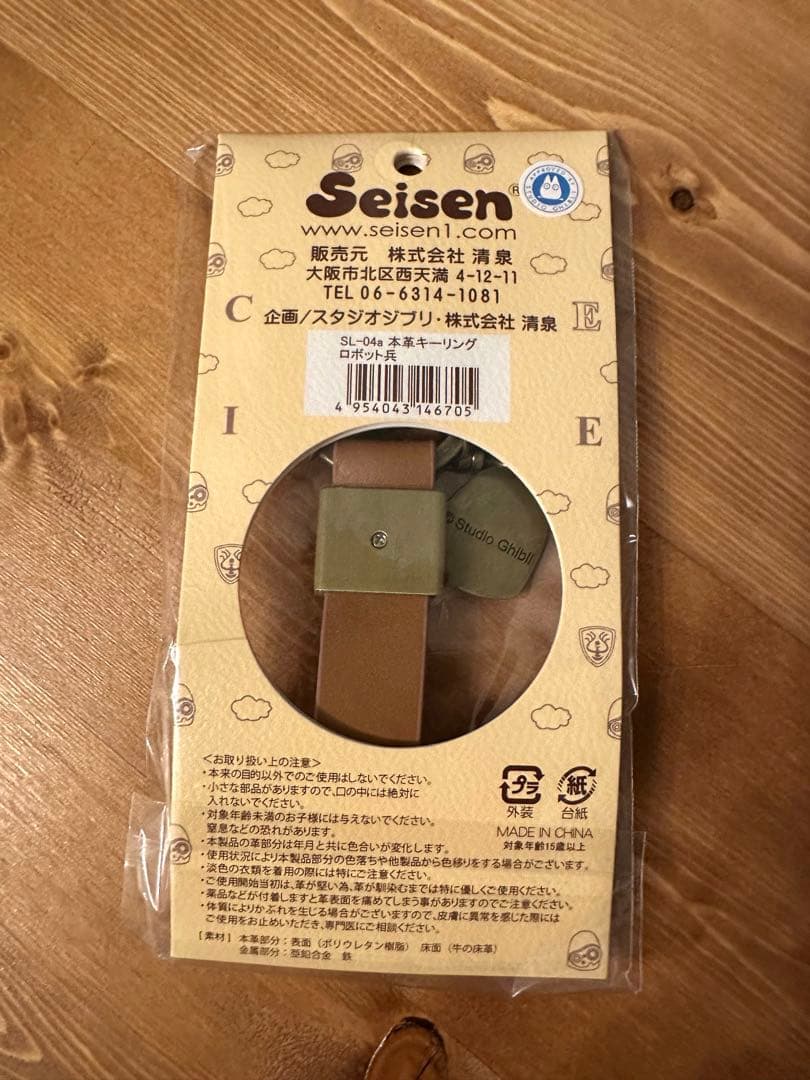 Seisen®
APPROVED BY STUDIO GHIBLI
www.seisen1.com
販売元 株式会社 清泉
大阪市北区西天満 4-12-11
TEL 06-6314-1081
企画/スタジオジブリ・株式会社 清泉
C E
SL-04a 本革キーリング
ロボット兵
4 954043 146705
I E
© Studio Ghibli
<お取り扱い上の注意>
・本来の目的以外でのご使用はしないでください。
・小さな部品がありますので、口の中には絶対に
入れないでください。
・対象年齢未満のお子様には与えないでください。
窒息などの恐れがあります。
・本製品の革部分は年月と共に色合いが変化します。
・使用状況により本製品部分の色落ちや他製品から色移りをする場合がございます。
・淡色の衣類を着用の際には特にご注意ください。
・ご使用開始当初は、革が堅い為、革が馴染むまでは特に優しくご使用ください。
・薬品などが付着しますと革表面を痛めてしまう事がありますのでご注意ください。
・体質によりかぶれを生じる場合がございますので、皮膚に異常を感じた際には
ご使用をお止めいただき、専門医にご相談ください。
[素材] 本革部分:表面(ポリウレタン樹脂) 床面(牛の床革)
金属部分:亜鉛合金 鉄
プラ 紙
外装 台紙
MADE IN CHINA
対象年齢15歳以上